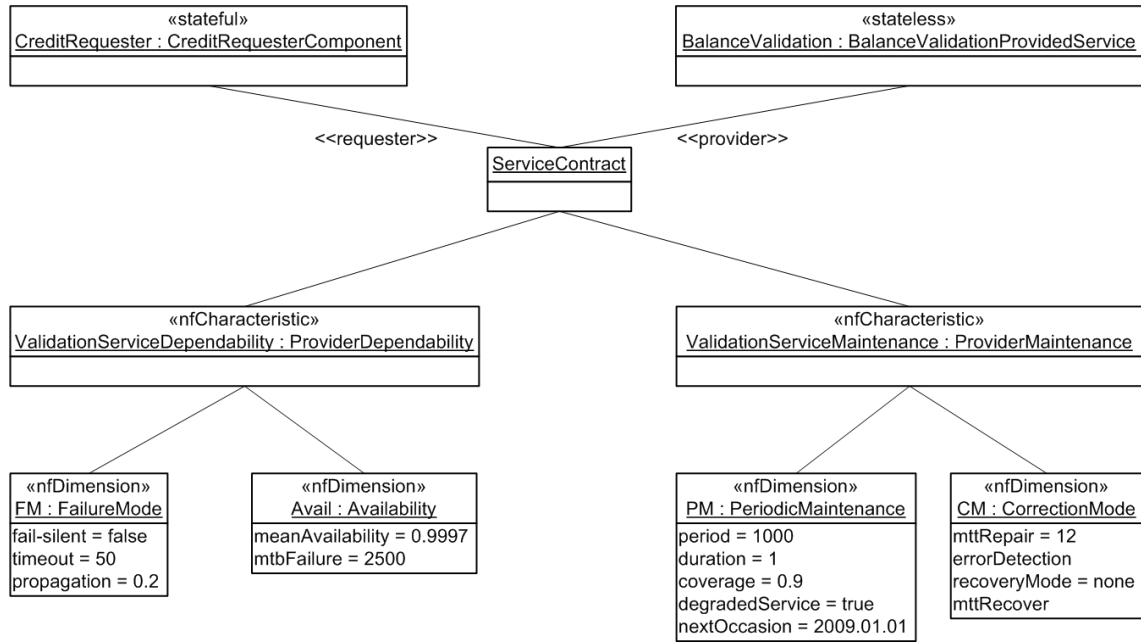 «stateful»
CreditRequester : CreditRequesterComponent
«stateless»
BalanceValidation : BalanceValidationProvidedService
<<requester>>
<<provider>>
ServiceContract
«nfCharacteristic»
ValidationServiceDependability : ProviderDependability
«nfCharacteristic»
ValidationServiceMaintenance : ProviderMaintenance
«nfDimension»
FM : FailureMode
fail-silent = false
timeout = 50
propagation = 0.2
«nfDimension»
Avail : Availability
meanAvailability = 0.9997
mtbFailure = 2500
«nfDimension»
PM : PeriodicMaintenance
period = 1000
duration = 1
coverage = 0.9
degradedService = true
nextOccasion = 2009.01.01
«nfDimension»
CM : CorrectionMode
mttRepair = 12
errorDetection
recoveryMode = none
mttRecover